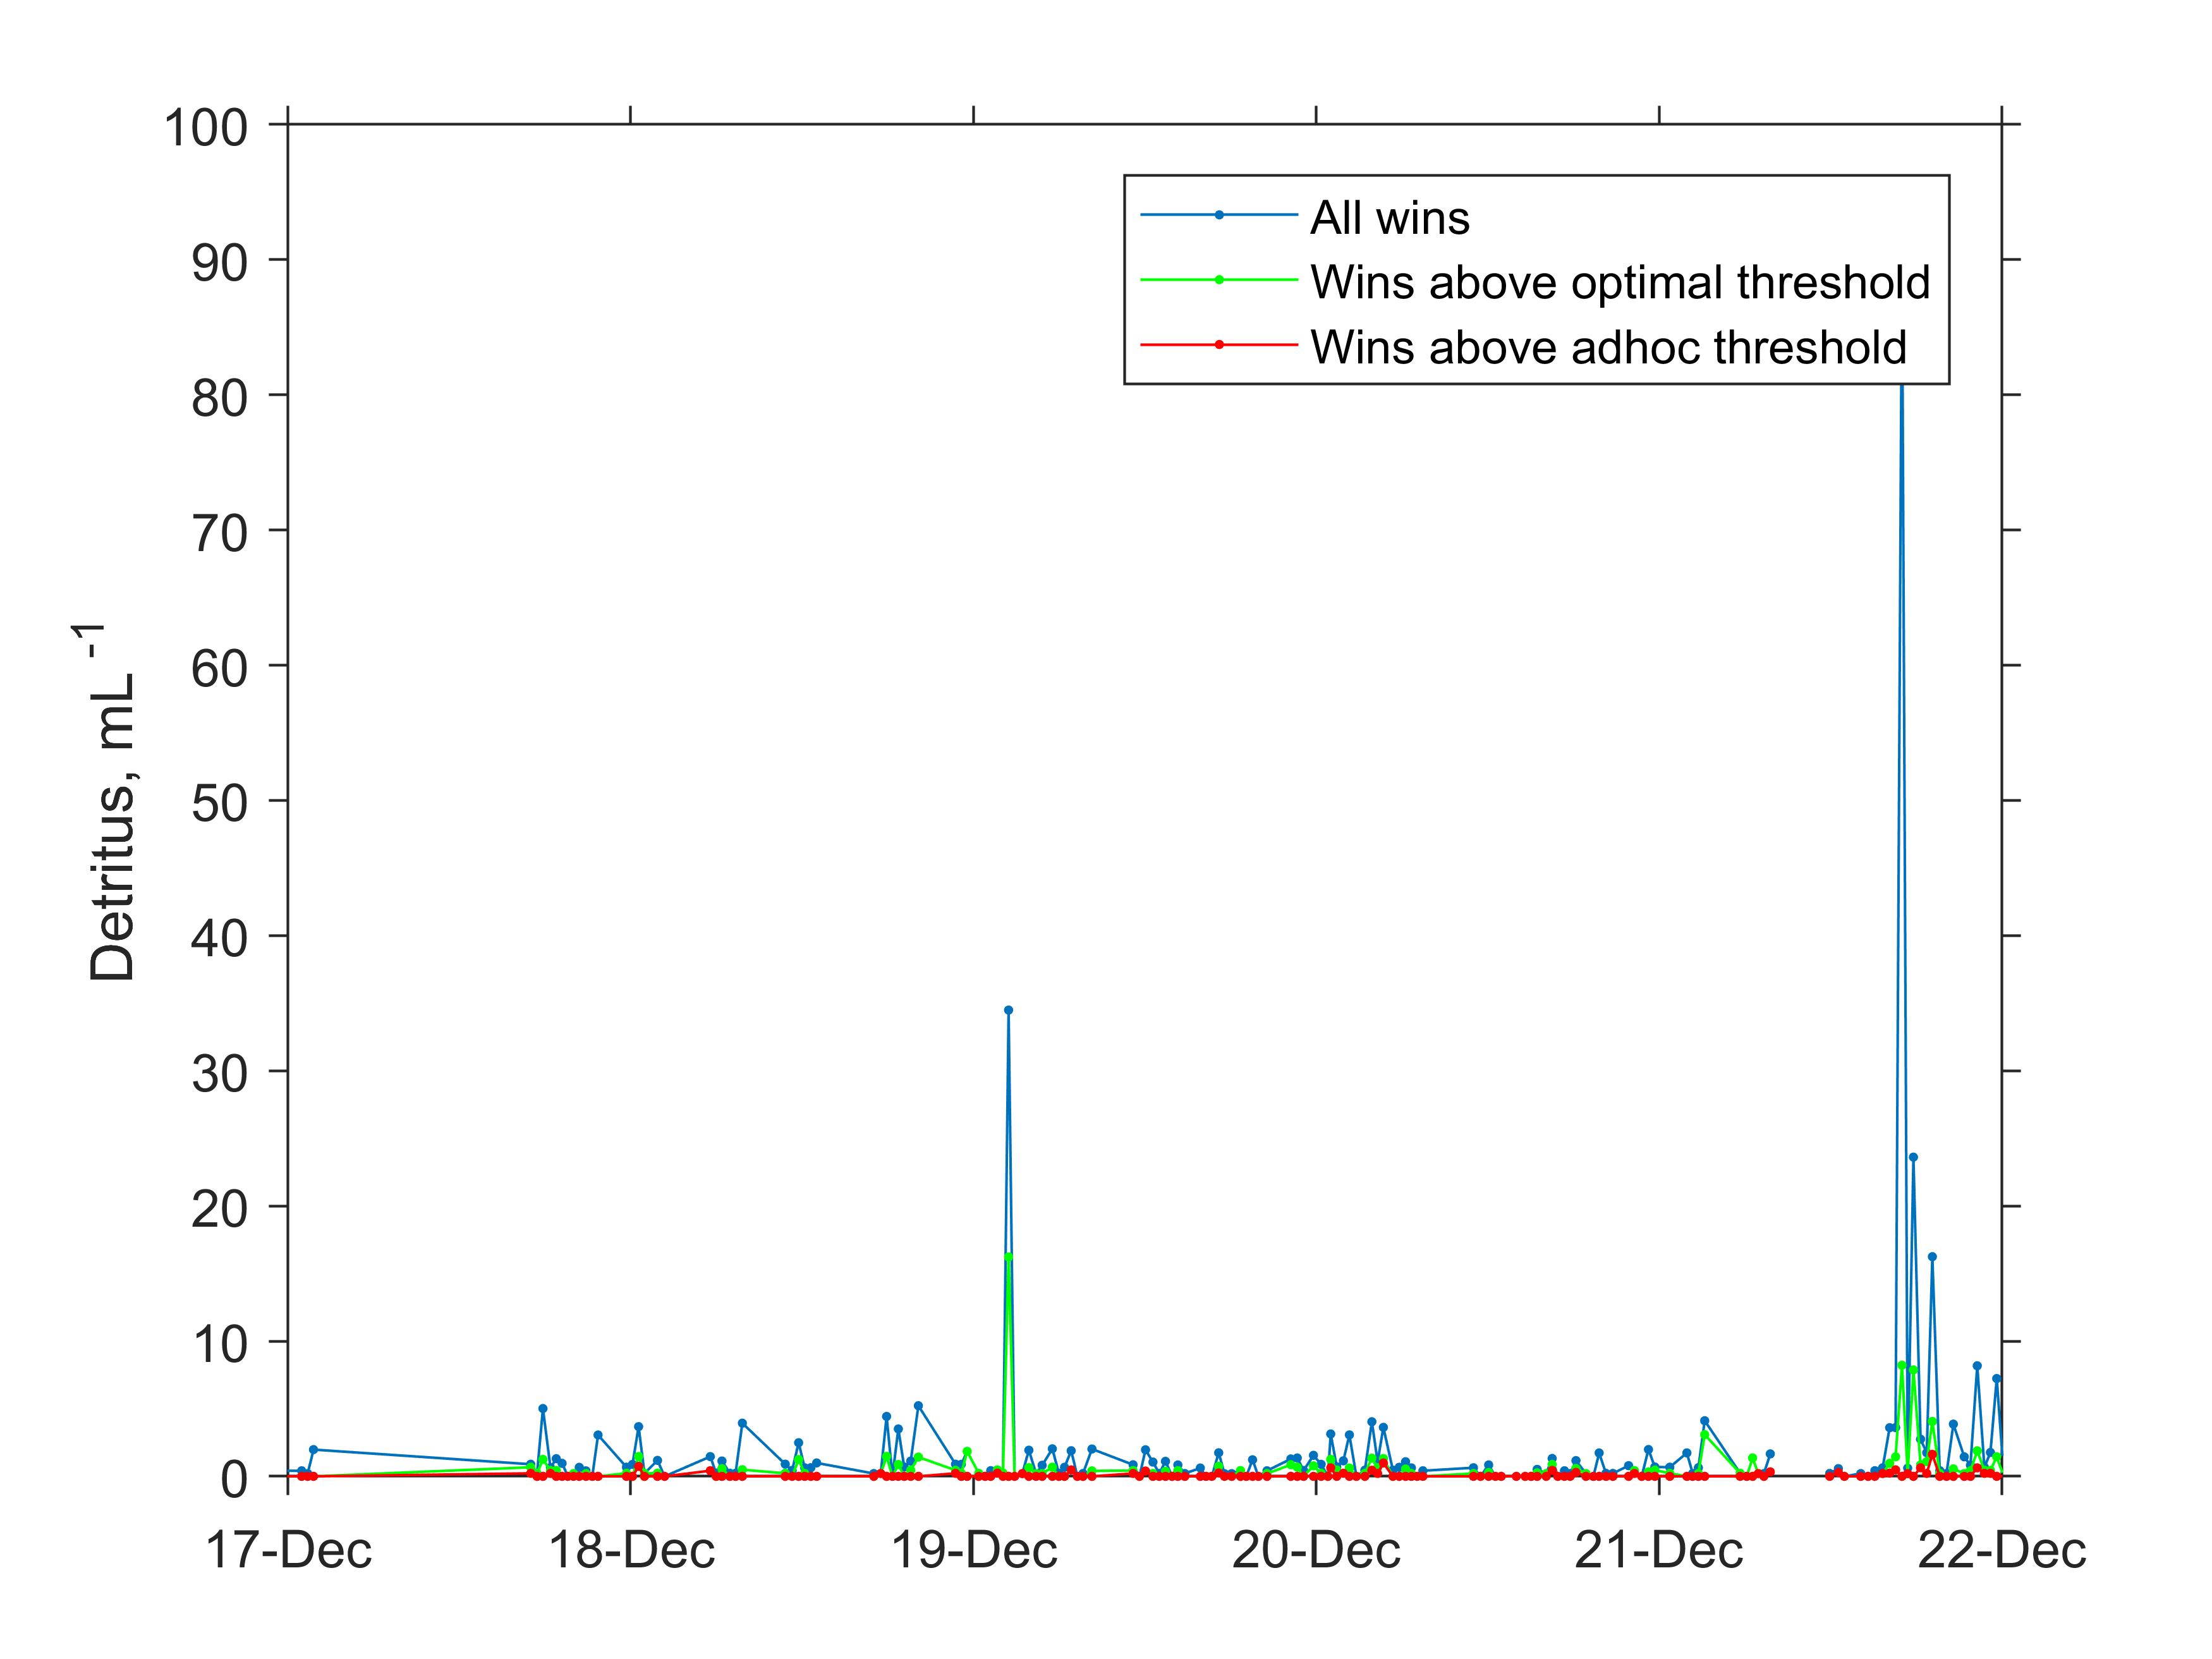 100
90
80
70
60
50
40
30
20
10
0
Detritus, mL-1
All wins
Wins above optimal threshold
Wins above adhoc threshold
17-Dec
18-Dec
19-Dec
20-Dec
21-Dec
22-Dec